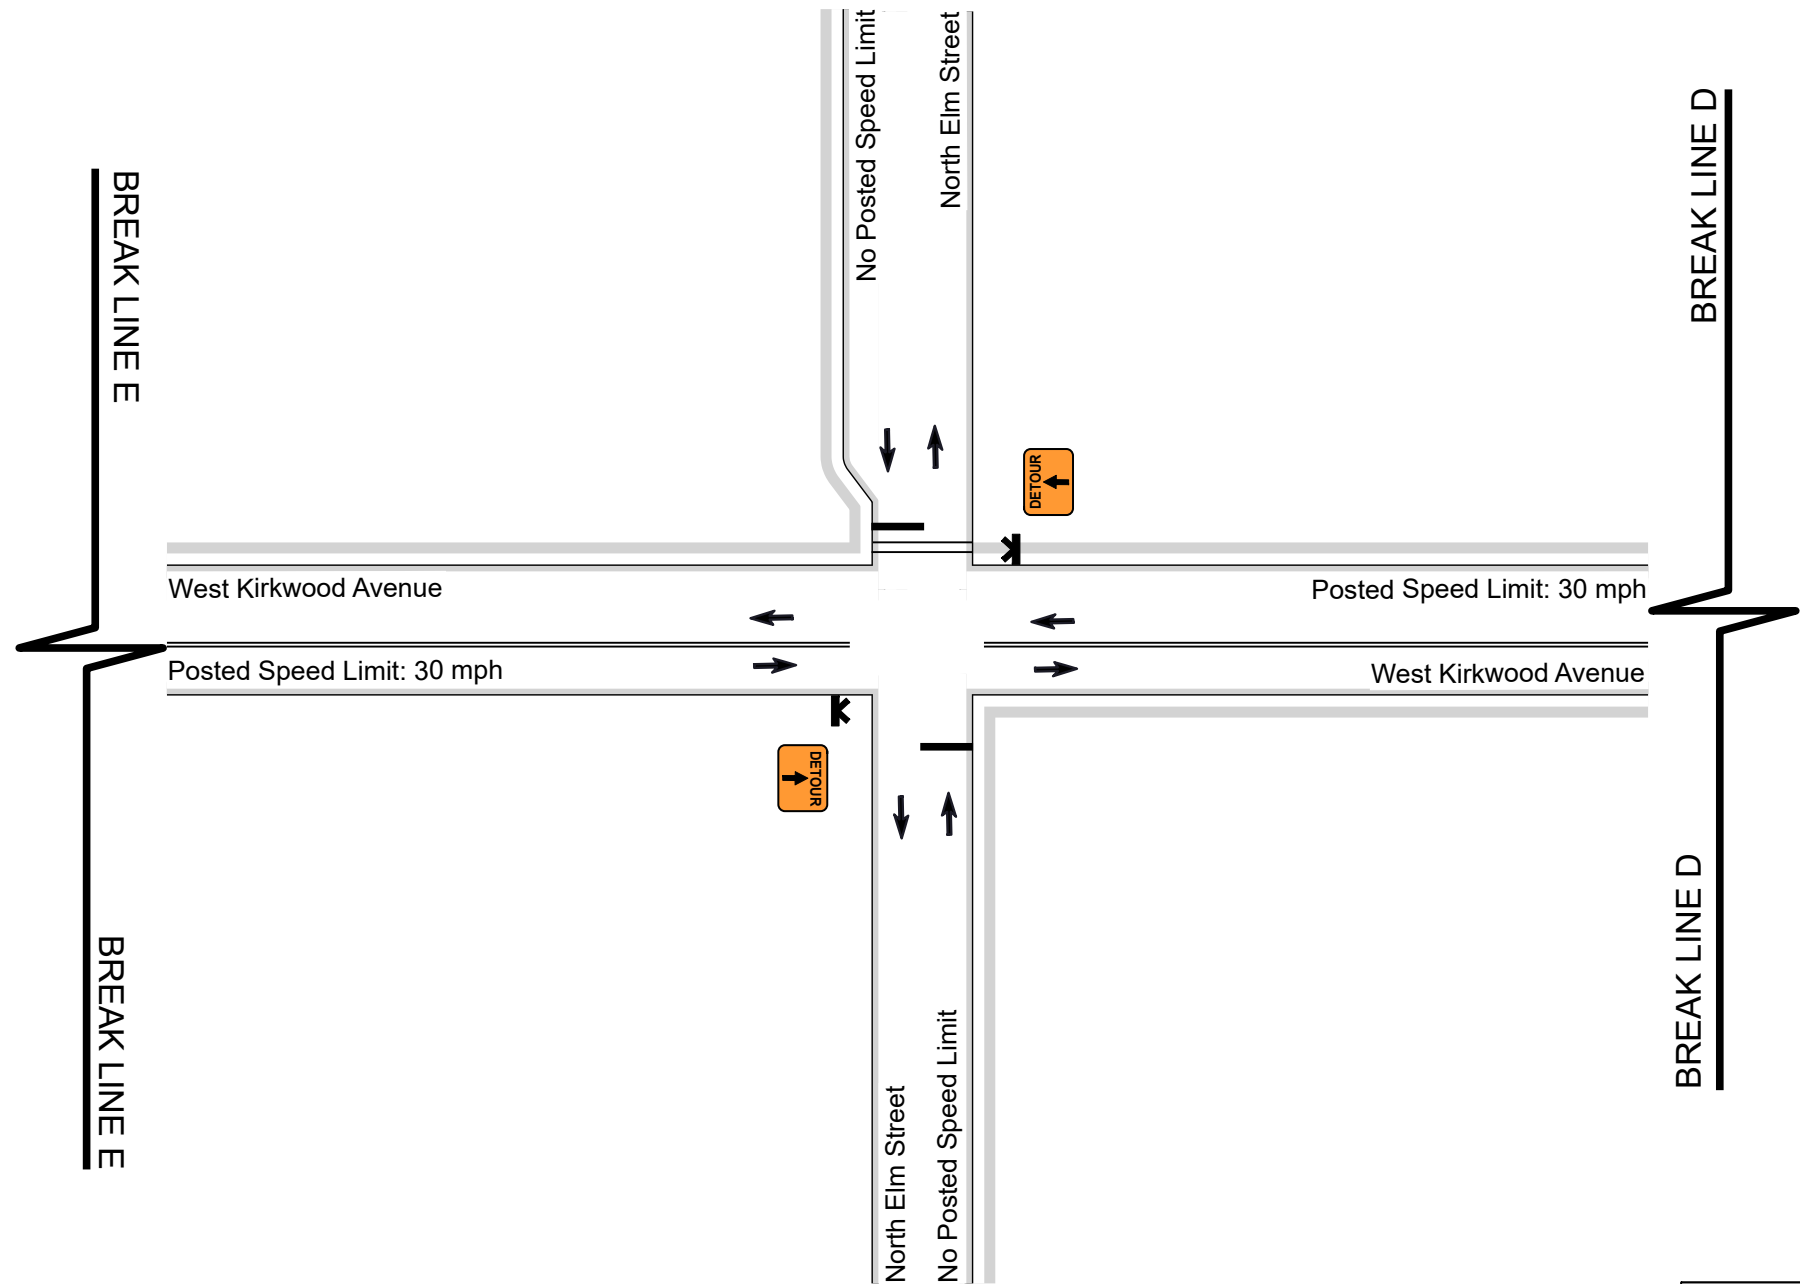 No Posted Speed Limit
North Elm Street
BREAK LINE D
BREAK LINE E
DETOUR
West Kirkwood Avenue
Posted Speed Limit: 30 mph
Posted Speed Limit: 30 mph
West Kirkwood Avenue
DETOUR
BREAK LINE D
BREAK LINE E
North Elm Street
No Posted Speed Limit